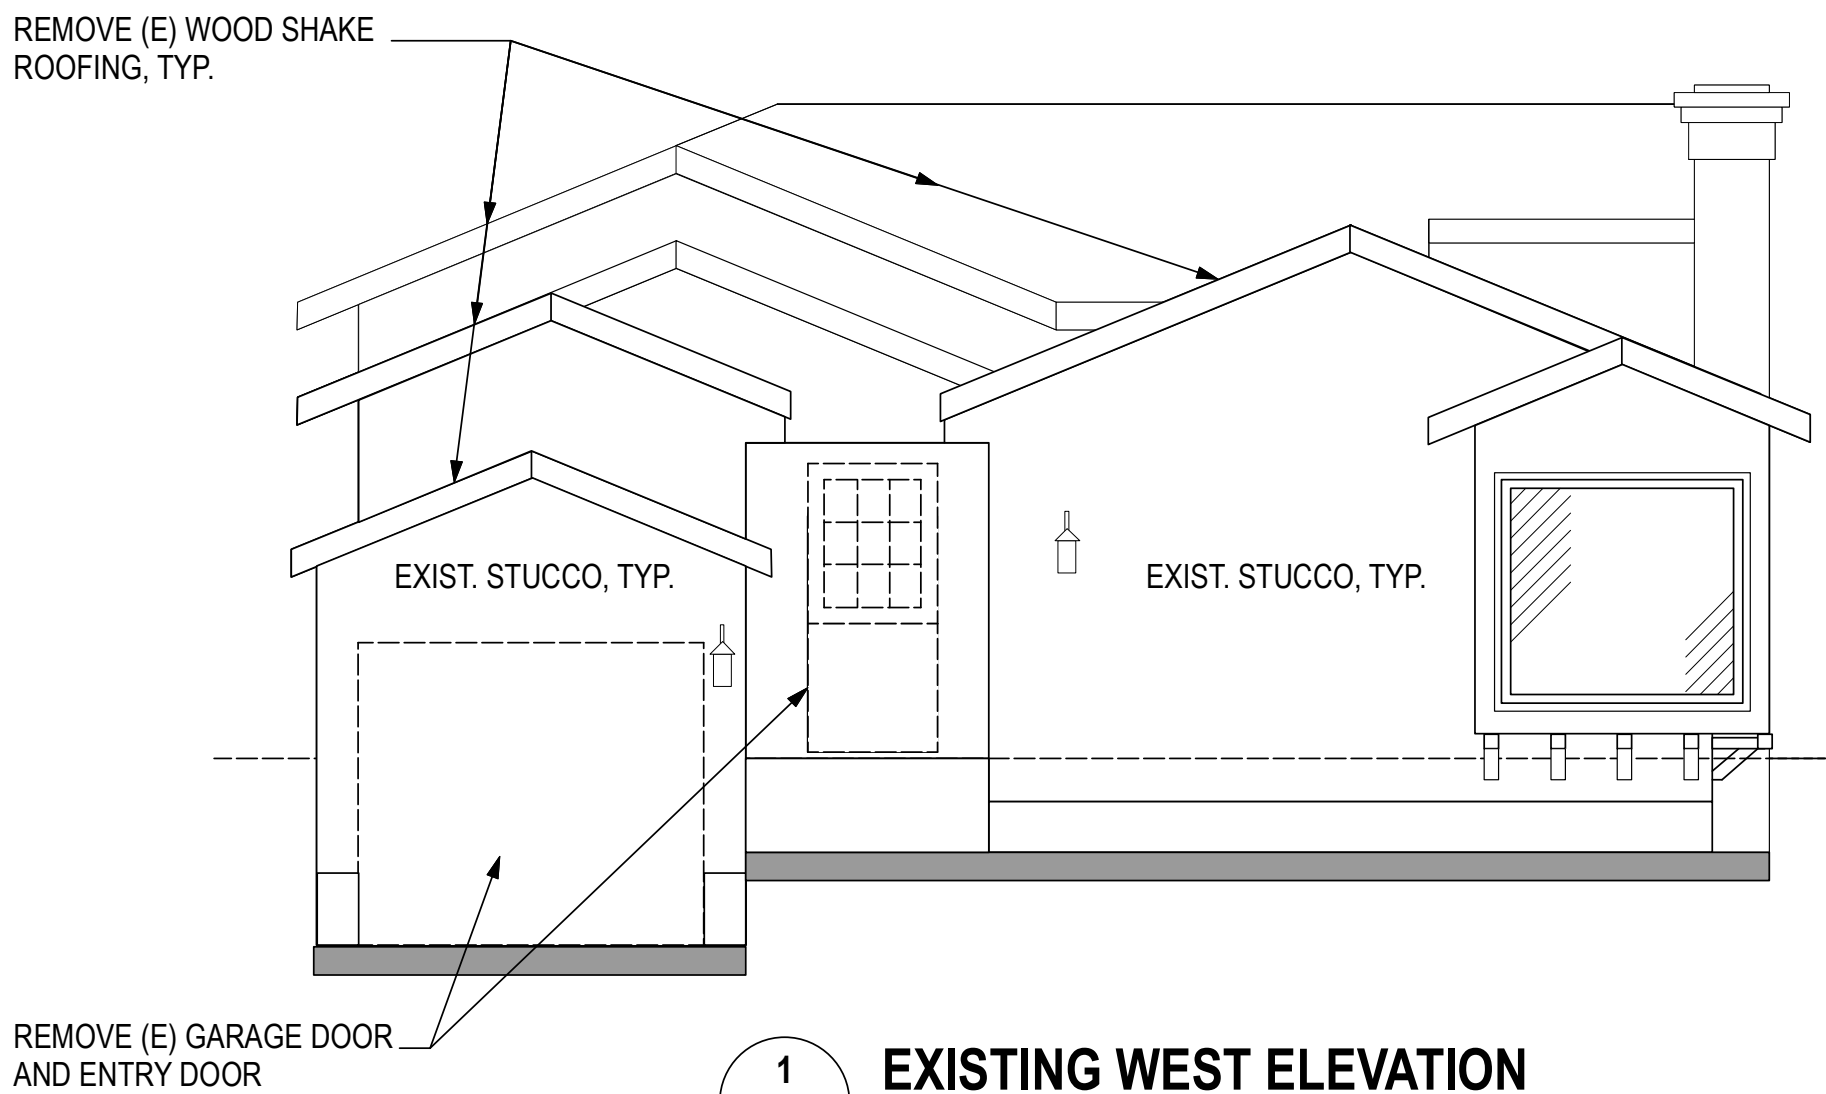 REMOVE (E) WOOD SHAKE
ROOFING, TYP.
EXIST. STUCCO, TYP.
EXIST. STUCCO, TYP.
REMOVE (E) GARAGE DOOR
AND ENTRY DOOR
1
EXISTING WEST ELEVATION